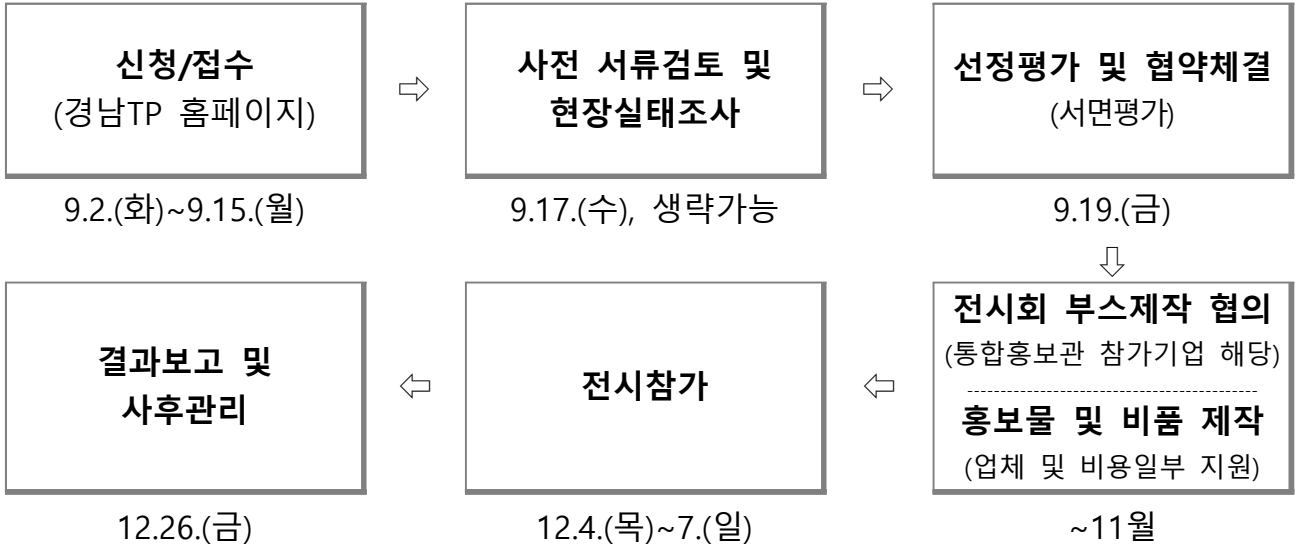 신청/접수
(경남TP 홈페이지)
9.2.(화)~9.15.(월)
⇨
사전 서류검토 및
현장실태조사
9.17.(수), 생략가능
⇨
선정평가 및 협약체결
(서면평가)
9.19.(금)
⇩
전시회 부스제작 협의
(통합홍보관 참가기업 해당)
홍보물 및 비품 제작
(업체 및 비용일부 지원)
~11월
⇦
전시참가
12.4.(목)~7.(일)
⇦
결과보고 및
사후관리
12.26.(금)